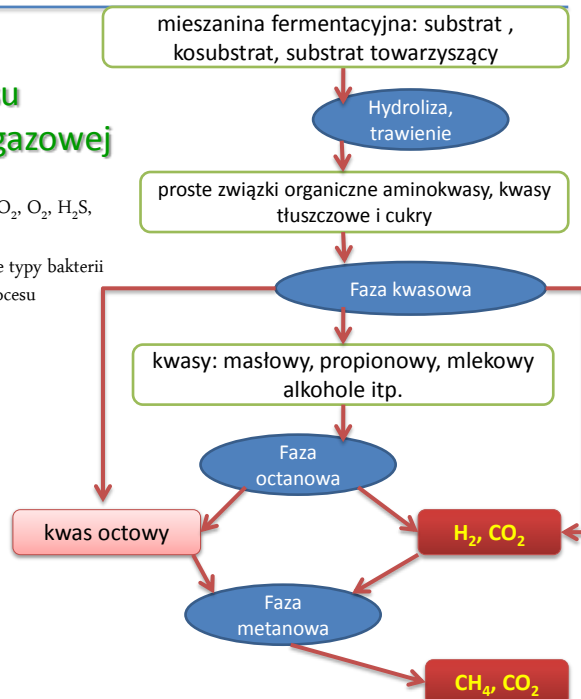 mieszanina fermentacyjna: substrat ,
kosubstrat, substrat towarzyszący
Hydroliza,
trawienie
gazowej
proste związki organiczne aminokwasy, kwasy
tłuszczowe i cukry
O₂, O₂, H₂S,
typy bakterii
Faza kwasowa
kwasy: masłowy, propionowy, mlekowy
alkohole itp.
Faza
octanowa
kwas octowy
H₂, CO₂
Faza
metanowa
CH₄, CO₂